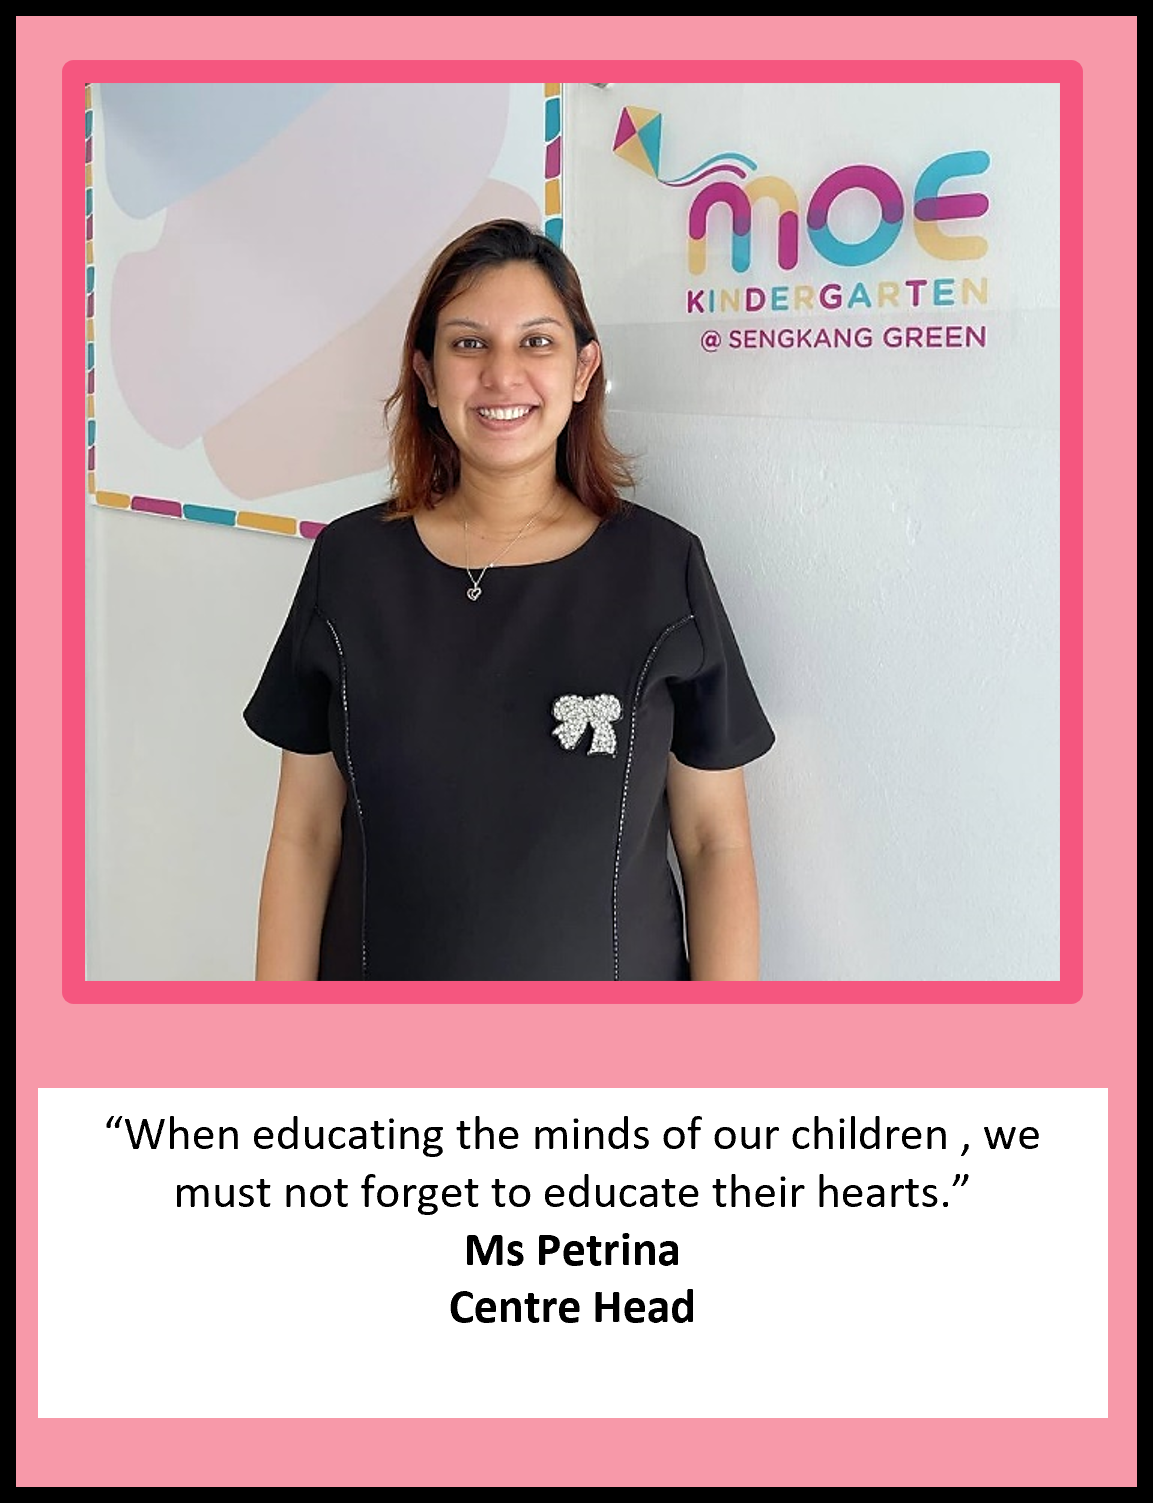 moe
KINDERGARTEN
@ SENGKANG GREEN
“When educating the minds of our children , we
must not forget to educate their hearts.”
Ms Petrina
Centre Head